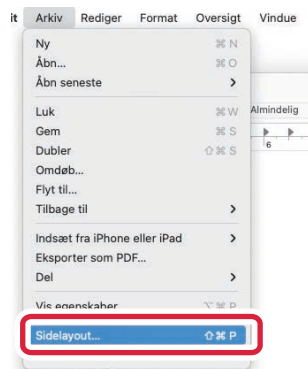 it Arkiv Rediger Format Oversigt Vindue
Ny ⌘ N
Åbn... ⌘ O
Åbn seneste >
Luk ⌘ W
Almindelig
Gem ⌘ S
Dubler ⇧ ⌘ S
6
Omdøb...
Flyt til...
Tilbage til >
Indsæt fra iPhone eller iPad >
Eksporter som PDF...
Del >
Vis egenskaber ⌥ ⌘ P
Sidelayout... ⇧ ⌘ P